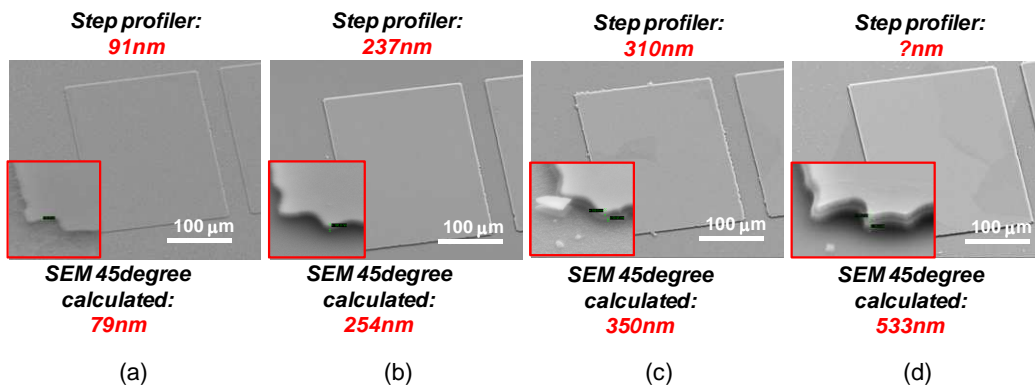 Step profiler:
91nm
Step profiler:
237nm
Step profiler:
310nm
Step profiler:
?nm
100 μm
100 μm
100 μm
100 μm
SEM 45degree
calculated:
79nm
SEM 45degree
calculated:
254nm
SEM 45degree
calculated:
350nm
SEM 45degree
calculated:
533nm
(a)
(b)
(c)
(d)